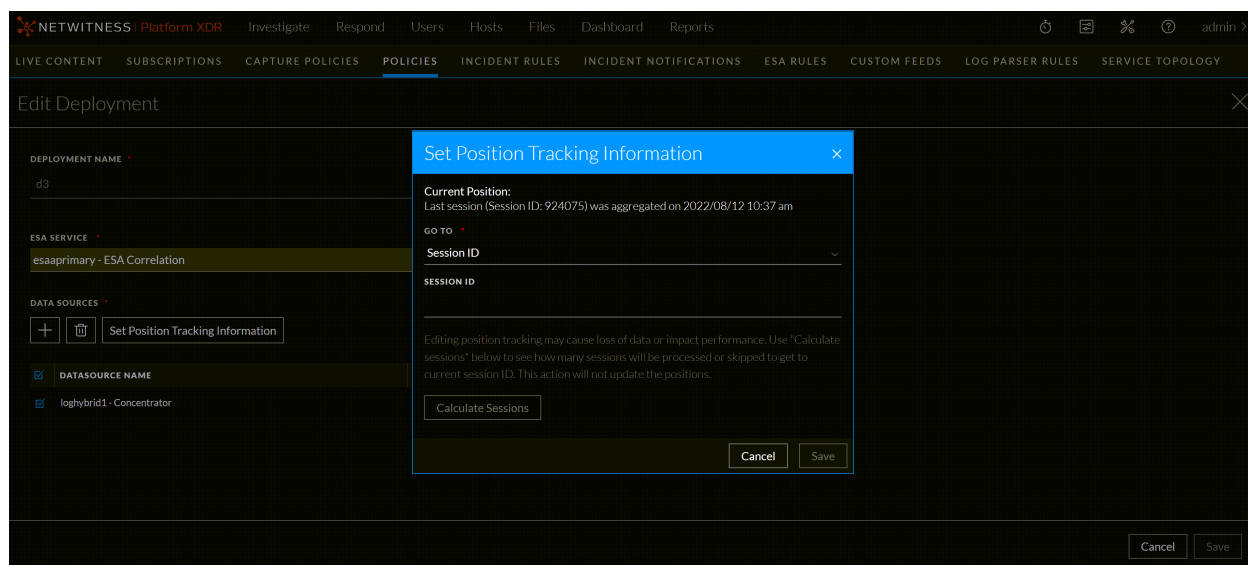 NETWITNESS Platform XDR Investigate Respond Users Hosts Files Dashboard Reports admin >
LIVE CONTENT SUBSCRIPTIONS CAPTURE POLICIES POLICIES INCIDENT RULES INCIDENT NOTIFICATIONS ESA RULES CUSTOM FEEDS LOG PARSER RULES SERVICE TOPOLOGY
Edit Deployment
DEPLOYMENT NAME *
d3
ESA SERVICE *
esaaprimary - ESA Correlation
DATA SOURCES *
Set Position Tracking Information
DATASOURCE NAME
loghybrid1 - Concentrator
Set Position Tracking Information
Current Position:
Last session (Session ID: 924075) was aggregated on 2022/08/12 10:37 am
GO TO *
Session ID
SESSION ID
Editing position tracking may cause loss of data or impact performance. Use "Calculate
sessions" below to see how many sessions will be processed or skipped to get to
current session ID. This action will not update the positions.
Calculate Sessions
Cancel Save
Cancel Save